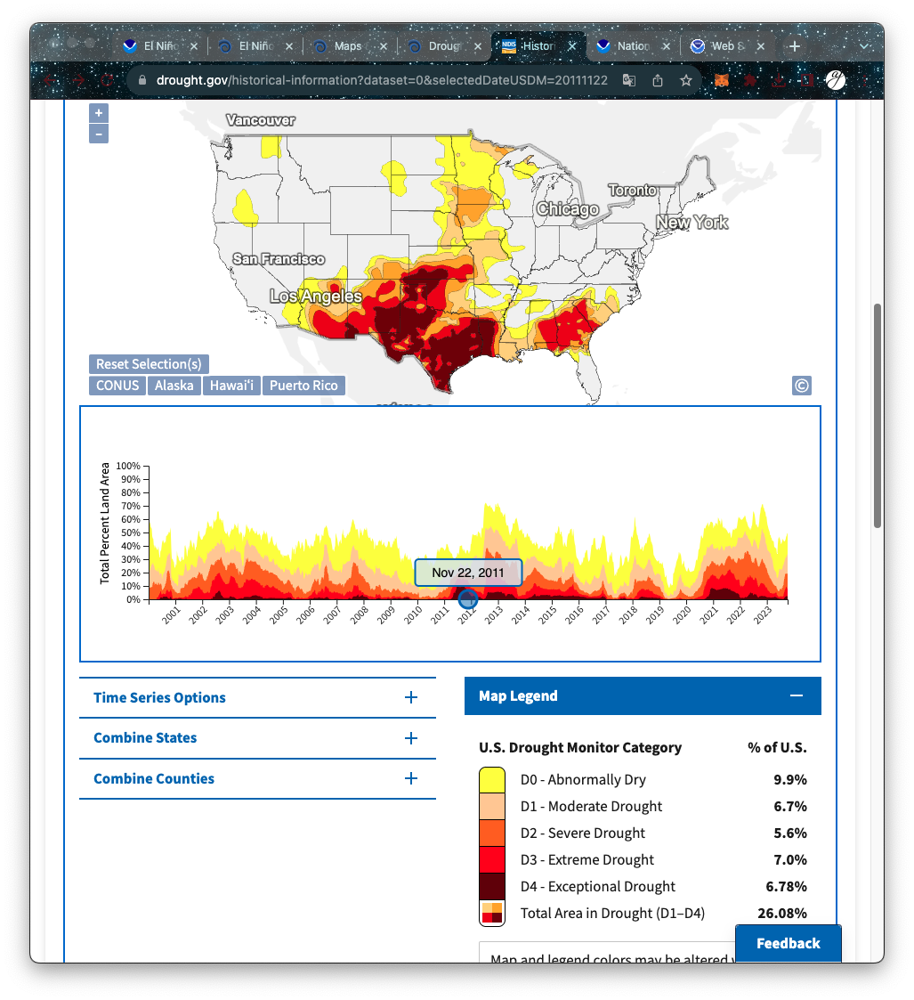 El Niñ
El Niñ
Maps
Droug
NIDIS
Histor
Nation
Web &
drought.gov/historical-information?dataset=0&selectedDateUSDM=20111122
+
−
Vancouver
Toronto
Chicago
New York
San Francisco
Los Angeles
Reset Selection(s)
CONUS Alaska Hawaiʻi Puerto Rico
©
Total Percent Land Area
100%
90%
80%
70%
60%
50%
40%
30%
20%
10%
0%
Nov 22, 2011
2001 2002 2003 2004 2005 2006 2007 2008 2009 2010 2011 2012 2013 2014 2015 2016 2017 2018 2019 2020 2021 2022 2023
Time Series Options +
Combine States +
Combine Counties +
Map Legend −
U.S. Drought Monitor Category % of U.S.
D0 - Abnormally Dry 9.9%
D1 - Moderate Drought 6.7%
D2 - Severe Drought 5.6%
D3 - Extreme Drought 7.0%
D4 - Exceptional Drought 6.78%
Total Area in Drought (D1–D4) 26.08%
Feedback
Map and legend colors may be altered